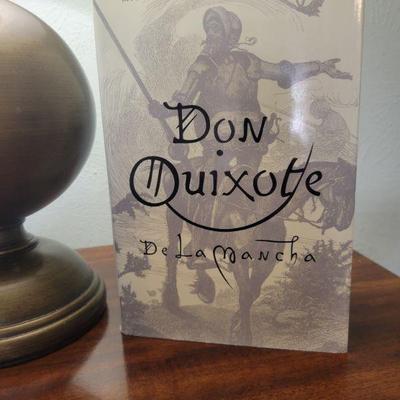 Don
Quixote
De La Mancha